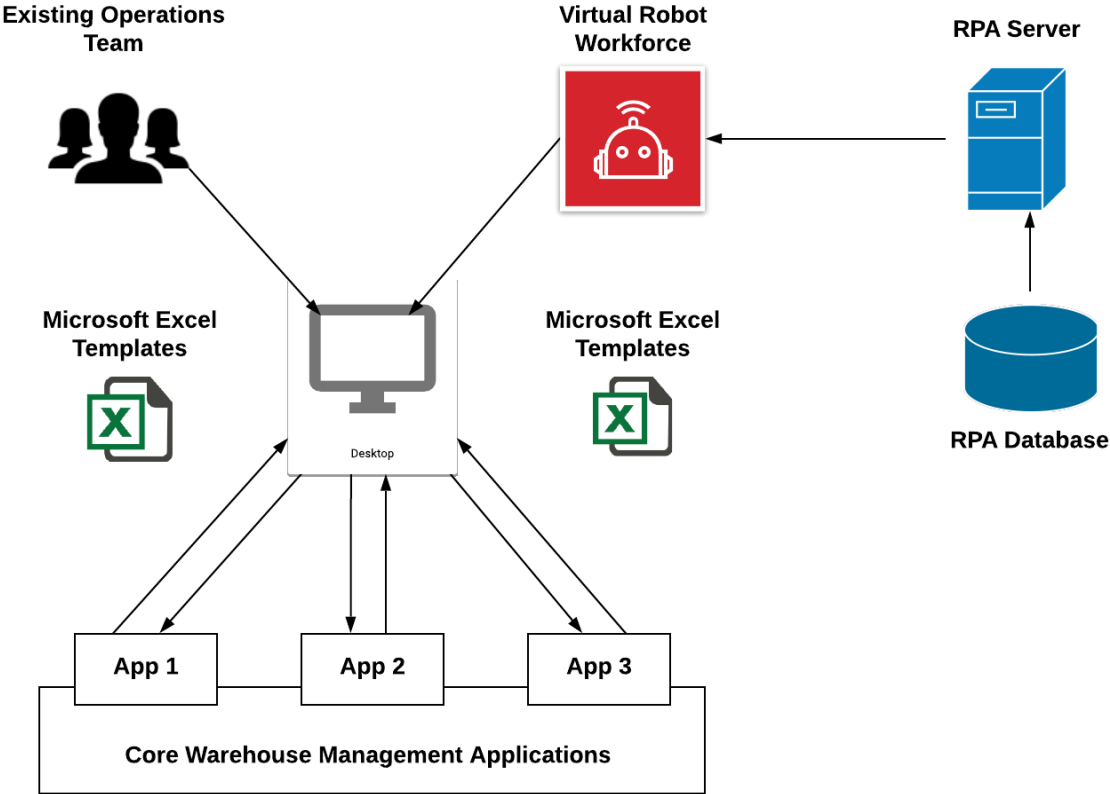 Existing Operations
Team
Virtual Robot
Workforce
RPA Server
Microsoft Excel
Templates
X
Desktop
Microsoft Excel
Templates
X
RPA Database
App 1
App 2
App 3
Core Warehouse Management Applications